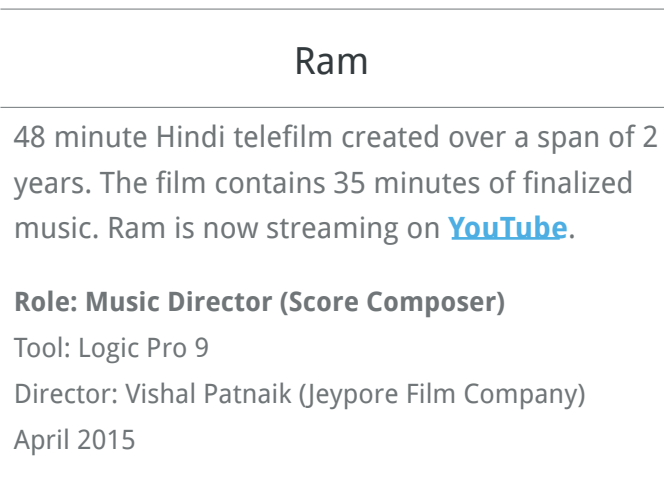 Ram
48 minute Hindi telefilm created over a span of 2
years. The film contains 35 minutes of finalized
music. Ram is now streaming on YouTube.
Role: Music Director (Score Composer)
Tool: Logic Pro 9
Director: Vishal Patnaik (Jeypore Film Company)
April 2015